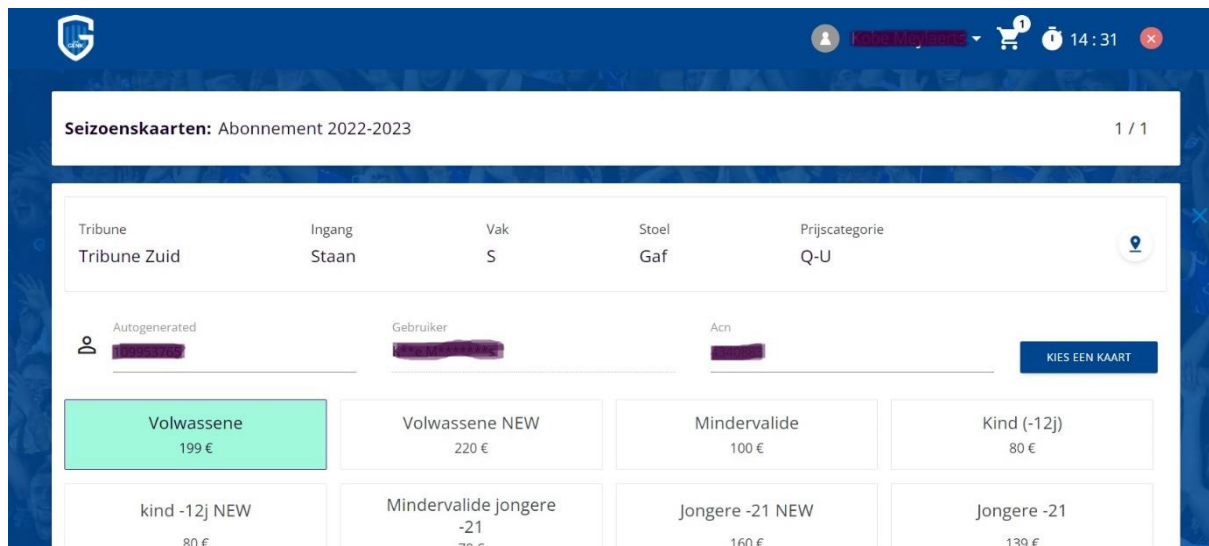 GENK
1
14:31
Seizoenskaarten: Abonnement 2022-2023
1 / 1
Tribune Ingang Vak Stoel Prijscategorie
Tribune Zuid Staan S Gaf Q-U
Autogenerated Gebruiker Acn
KIES EEN KAART
Volwassene Volwassene NEW Mindervalide Kind (-12j)
199 € 220 € 100 € 80 €
kind -12j NEW Mindervalide jongere -21 Jongere -21 NEW Jongere -21
80 € 160 € 139 €